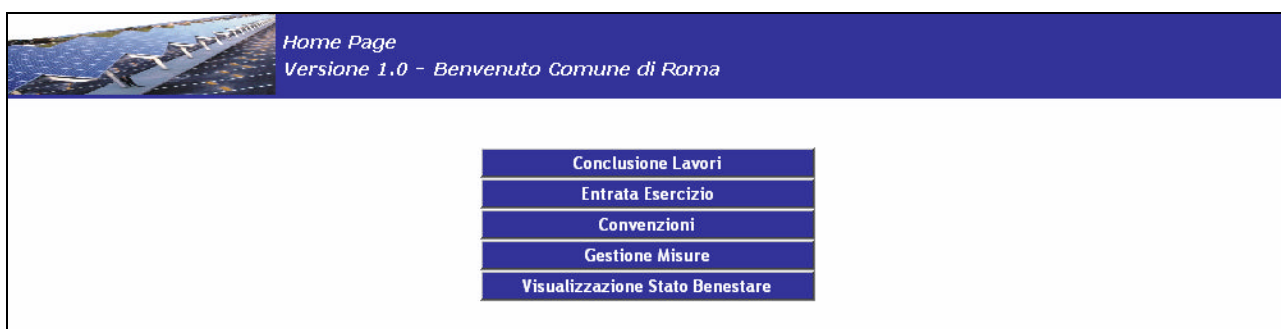 Home Page
Versione 1.0 - Benvenuto Comune di Roma
Conclusione Lavori
Entrata Esercizio
Convenzioni
Gestione Misure
Visualizzazione Stato Benestare